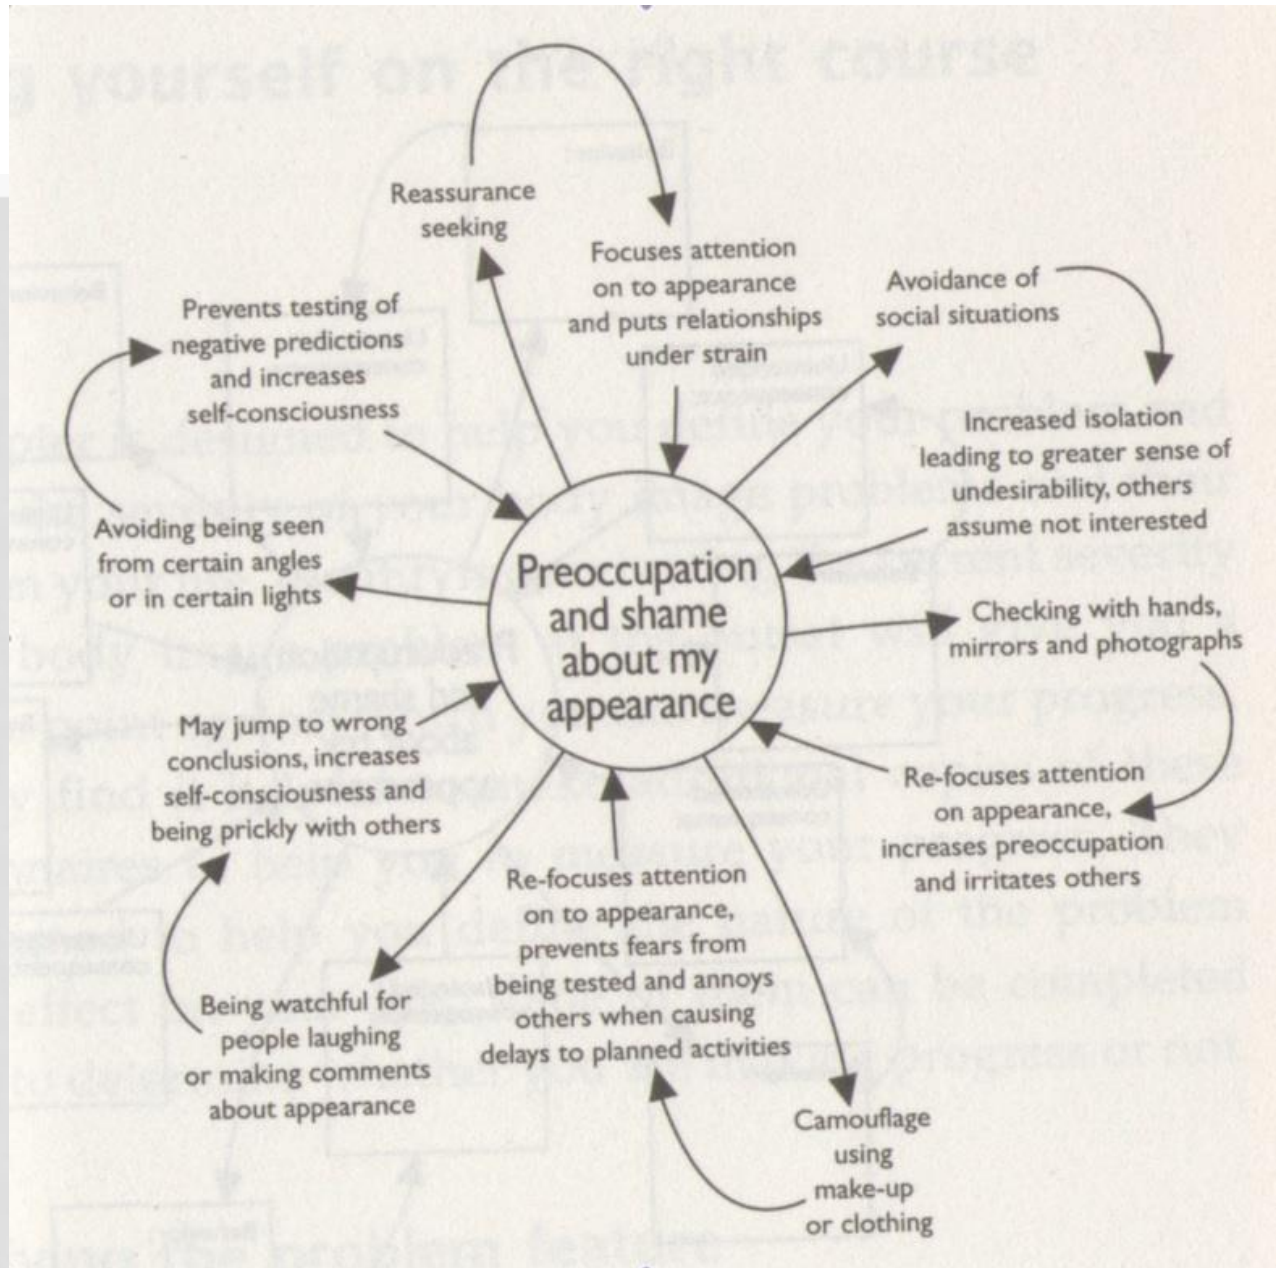 g yourself on the right course
Reassurance
seeking
Focuses attention
on to appearance
and puts relationships
under strain
Avoidance of
social situations
Increased isolation
leading to greater sense of
undesirability, others
assume not interested
Checking with hands,
mirrors and photographs
Re-focuses attention
on appearance,
increases preoccupation
and irritates others
Camouflage
using
make-up
or clothing
Re-focuses attention
on to appearance,
prevents fears from
being tested and annoys
others when causing
delays to planned activities
Being watchful for
people laughing
or making comments
about appearance
May jump to wrong
conclusions, increases
self-consciousness and
being prickly with others
Avoiding being seen
from certain angles
or in certain lights
Prevents testing of
negative predictions
and increases
self-consciousness
Preoccupation
and shame
about my
appearance